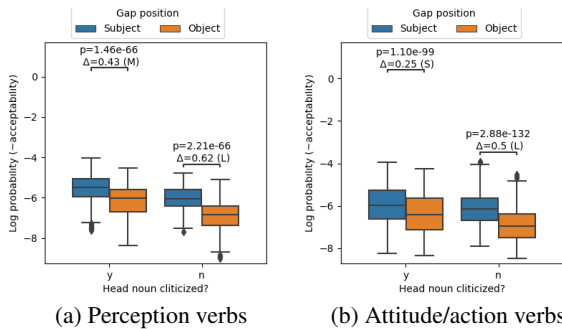 Gap position
Subject Object
p=1.46e-66
Δ=0.43 (M)
p=2.21e-66
Δ=0.62 (L)
0
−2
−4
−6
−8
Log probability (~acceptability)
y n
Head noun cliticized?
(a) Perception verbs
Gap position
Subject Object
p=1.10e-99
Δ=0.25 (S)
p=2.88e-132
Δ=0.5 (L)
0
−2
−4
−6
−8
Log probability (~acceptability)
y n
Head noun cliticized?
(b) Attitude/action verbs